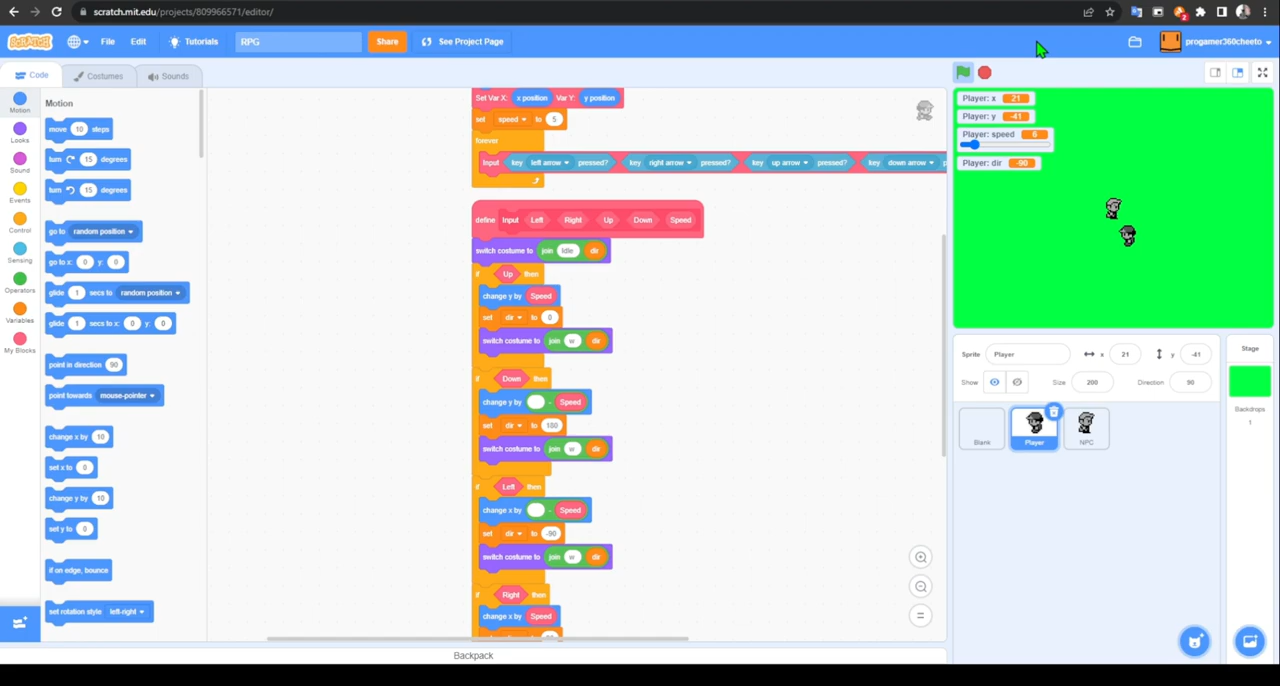 scratch.mit.edu/projects/809966571/editor/
SCRATCH File Edit Tutorials RPG Share See Project Page progamer360cheeto
Code Costumes Sounds
Motion
Looks
Sound
Events
Control
Sensing
Operators
Variables
My Blocks
Motion
move 10 steps
turn 15 degrees
turn 15 degrees
go to random position
go to x: 0 y: 0
glide 1 secs to random position
glide 1 secs to x: 0 y: 0
point in direction 90
point towards mouse-pointer
change x by 10
set x to 0
change y by 10
set y to 0
if on edge, bounce
set rotation style left-right
Set Var X: x position Var Y: y position
set speed to 5
forever
Input key left arrow pressed? key right arrow pressed? key up arrow pressed? key down arrow p
define Input Left Right Up Down Speed
switch costume to join Idle dir
if Up then
change y by Speed
set dir to 0
switch costume to join w dir
if Down then
change y by - Speed
set dir to 180
switch costume to join w dir
if Left then
change x by - Speed
set dir to -90
switch costume to join w dir
if Right then
change x by Speed
Backpack
Player: x 21
Player: y -41
Player: speed 6
Player: dir -90
Sprite Player x 21 y -41
Show Size 200 Direction 90
Blank
Player
NPC
Stage
Backdrops
1